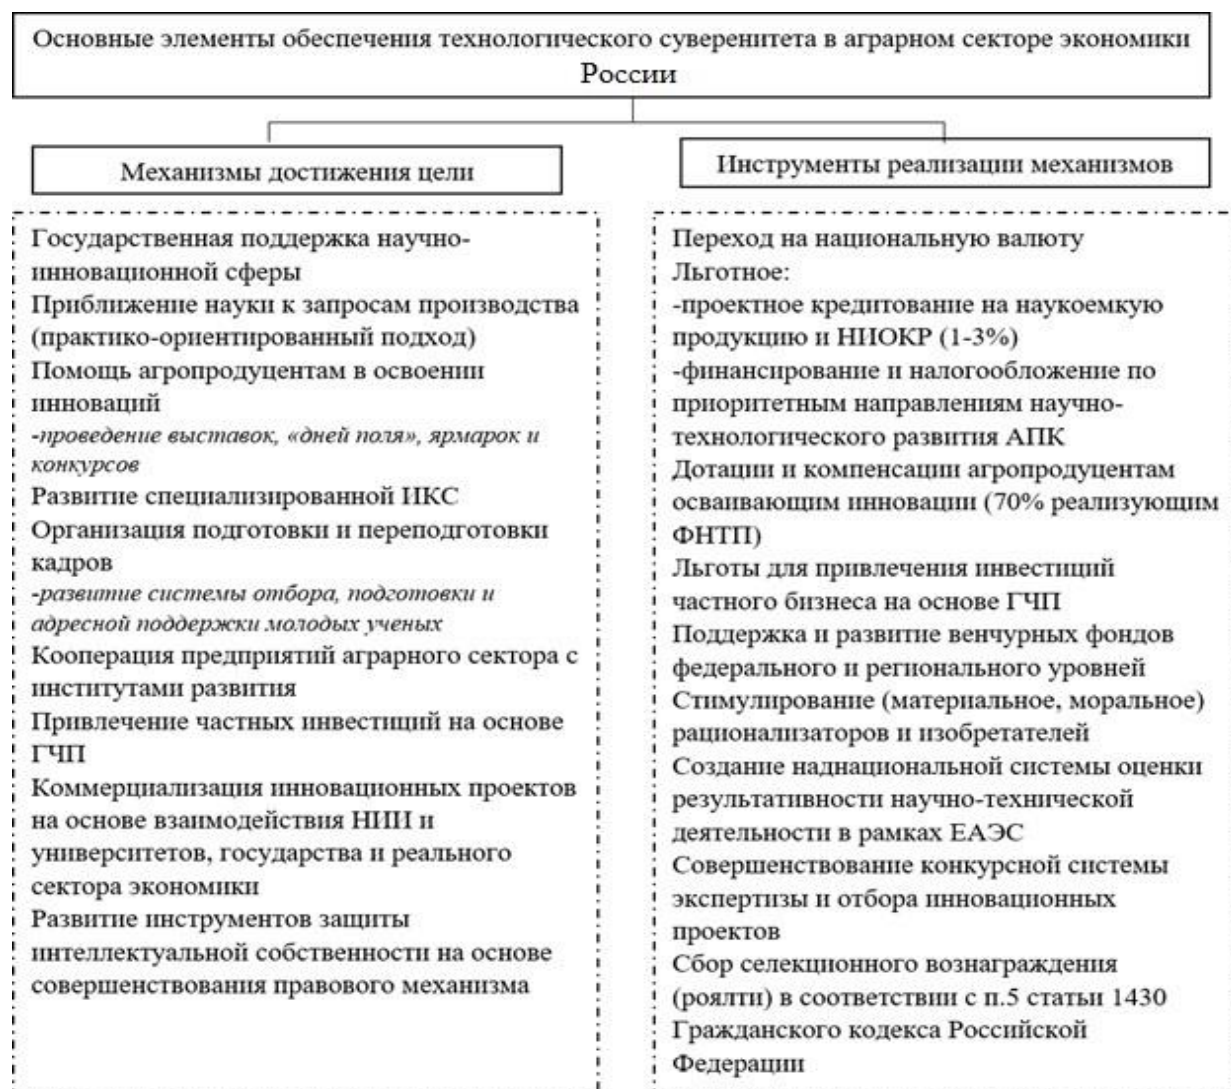 Основные элементы обеспечения технологического суверенитета в аграрном секторе экономики
России
Механизмы достижения цели
Государственная поддержка научно-
инновационной сферы
Приближение науки к запросам производства
(практико-ориентированный подход)
Помощь агропродуцентам в освоении
инноваций
-проведение выставок, «дней поля», ярмарок и
конкурсов
Развитие специализированной ИКС
Организация подготовки и переподготовки
кадров
-развитие системы отбора, подготовки и
адресной поддержки молодых ученых
Кооперация предприятий аграрного сектора с
институтами развития
Привлечение частных инвестиций на основе
ГЧП
Коммерциализация инновационных проектов
на основе взаимодействия НИИ и
университетов, государства и реального
сектора экономики
Развитие инструментов защиты
интеллектуальной собственности на основе
совершенствования правового механизма
Инструменты реализации механизмов
Переход на национальную валюту
Льготное:
-проектное кредитование на наукоемкую
продукцию и НИОКР (1-3%)
-финансирование и налогообложение по
приоритетным направлениям научно-
технологического развития АПК
Дотации и компенсации агропродуцентам
осваивающим инновации (70% реализующим
ФНТП)
Льготы для привлечения инвестиций
частного бизнеса на основе ГЧП
Поддержка и развитие венчурных фондов
федерального и регионального уровней
Стимулирование (материальное, моральное)
рационализаторов и изобретателей
Создание наднациональной системы оценки
результативности научно-технической
деятельности в рамках ЕАЭС
Совершенствование конкурсной системы
экспертизы и отбора инновационных
проектов
Сбор селекционного вознаграждения
(роялти) в соответствии с п.5 статьи 1430
Гражданского кодекса Российской
Федерации